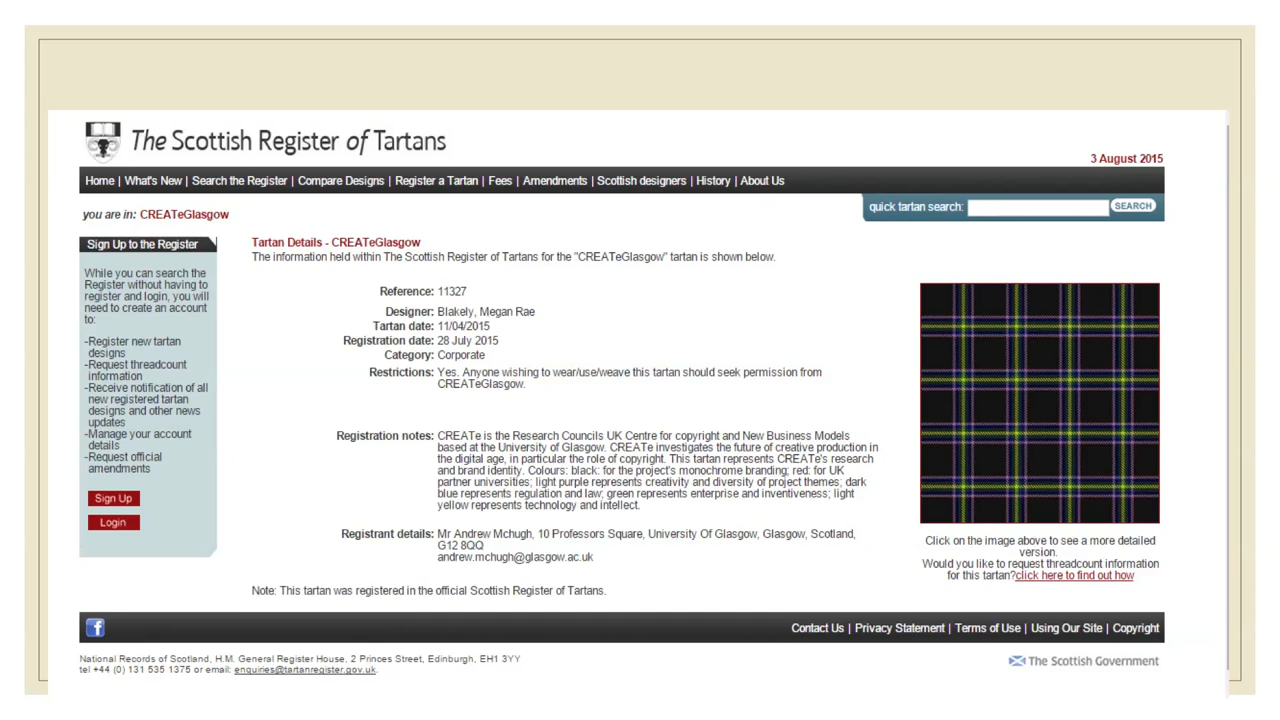 The Scottish Register of Tartans
3 August 2015
Home | What's New | Search the Register | Compare Designs | Register a Tartan | Fees | Amendments | Scottish designers | History | About Us
quick tartan search: SEARCH
you are in: CREATeGlasgow
Sign Up to the Register
While you can search the
Register without having to
register and login, you will
need to create an account
to:
-Register new tartan
designs
-Request threadcount
information
-Receive notification of all
new registered tartan
designs and other news
updates
-Manage your account
details
-Request official
amendments
Sign Up
Login
Tartan Details - CREATeGlasgow
The information held within The Scottish Register of Tartans for the "CREATeGlasgow" tartan is shown below.
Reference: 11327
Designer: Blakely, Megan Rae
Tartan date: 11/04/2015
Registration date: 28 July 2015
Category: Corporate
Restrictions: Yes. Anyone wishing to wear/use/weave this tartan should seek permission from
CREATeGlasgow.
Registration notes: CREATe is the Research Councils UK Centre for copyright and New Business Models
based at the University of Glasgow. CREATe investigates the future of creative production in
the digital age, in particular the role of copyright. This tartan represents CREATe's research
and brand identity. Colours: black: for the project's monochrome branding; red: for UK
partner universities; light purple represents creativity and diversity of project themes; dark
blue represents regulation and law; green represents enterprise and inventiveness; light
yellow represents technology and intellect.
Registrant details: Mr Andrew Mchugh, 10 Professors Square, University Of Glasgow, Glasgow, Scotland,
G12 8QQ
andrew.mchugh@glasgow.ac.uk
Note: This tartan was registered in the official Scottish Register of Tartans.
Click on the image above to see a more detailed
version.
Would you like to request threadcount information
for this tartan?click here to find out how
f
Contact Us | Privacy Statement | Terms of Use | Using Our Site | Copyright
National Records of Scotland, H.M. General Register House, 2 Princes Street, Edinburgh, EH1 3YY
tel +44 (0) 131 535 1375 or email: enquiries@tartanregister.gov.uk.
The Scottish Government